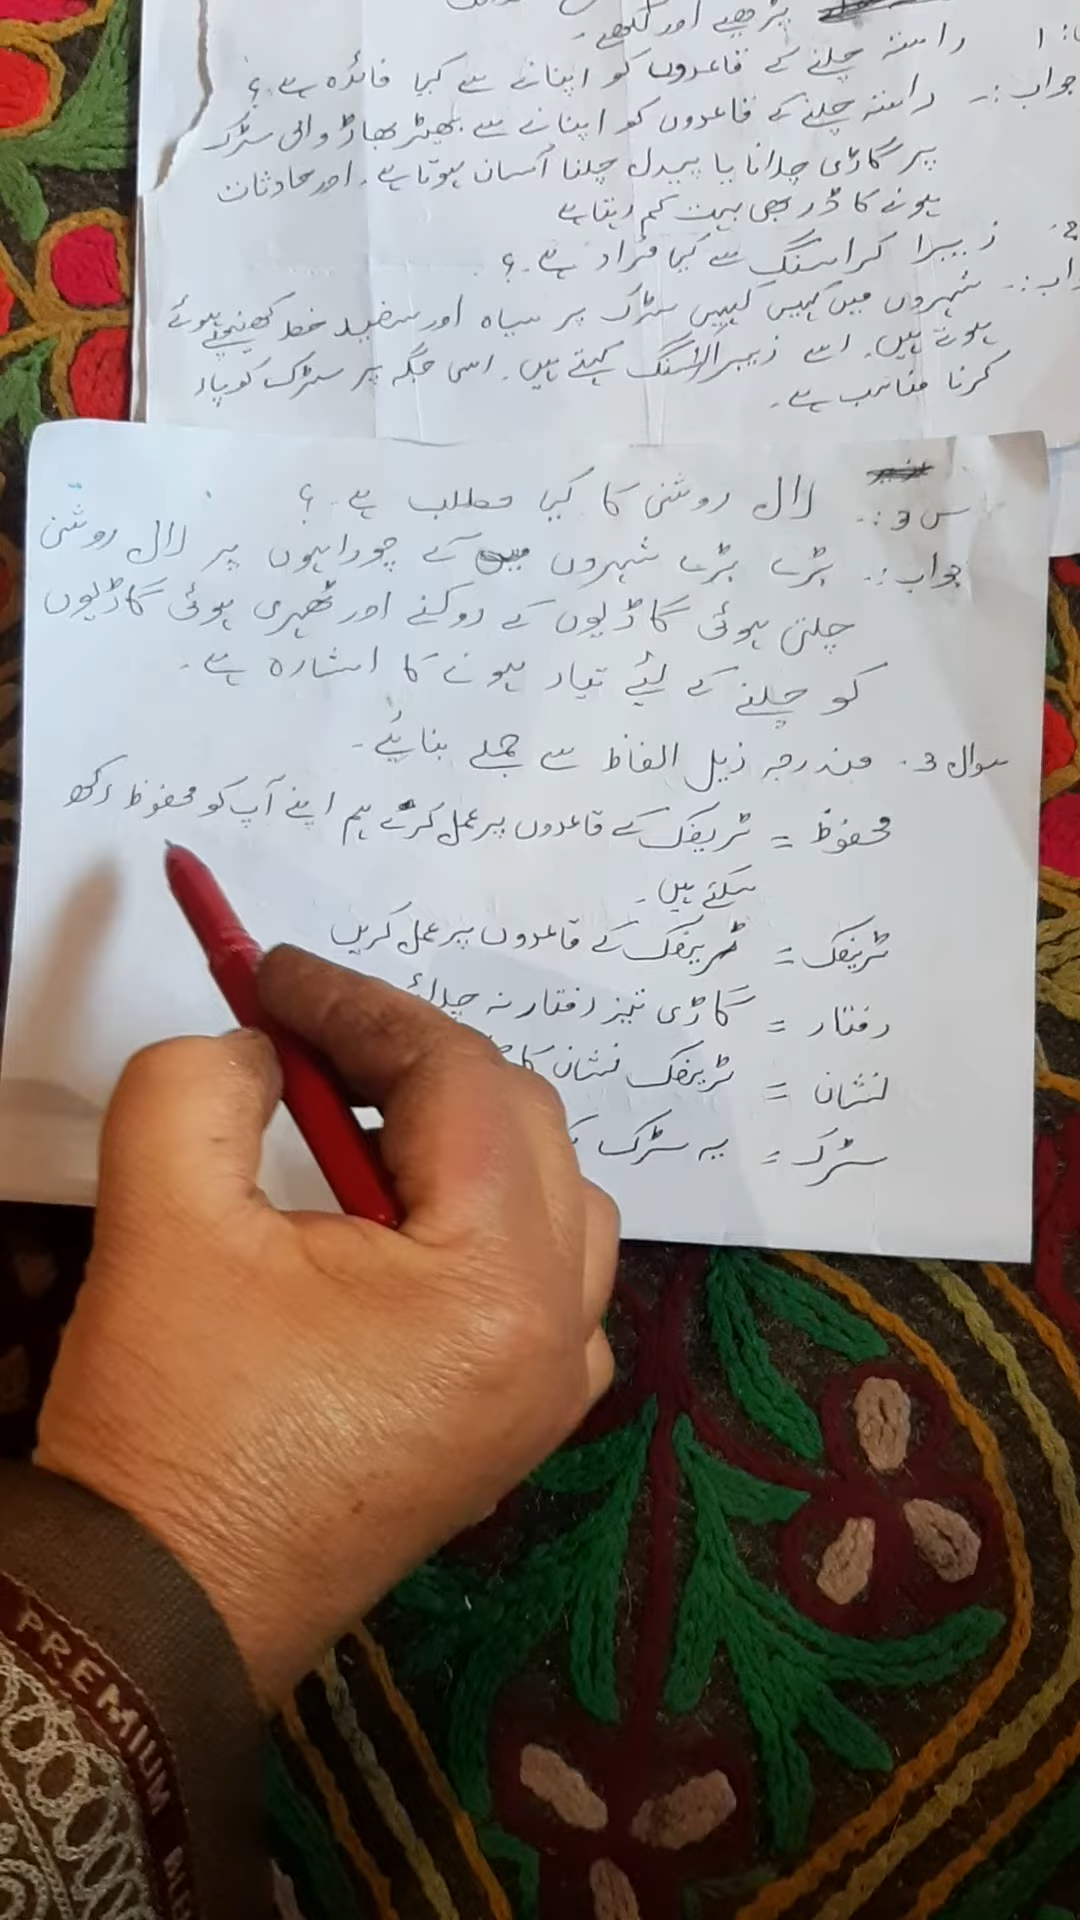 پڑھیے اور لکھیے۔
:1 راستہ چلنے کے قاعدوں کو اپنانے سے کیا فائدہ ہے۔؟
جواب:- راستہ چلنے کے قاعدوں کو اپنانے سے بھیڑ بھاڑ والی سڑک
پر گاڑی چلانا یا پیدل چلنا آسان ہوتا ہے۔ اور حادثات
ہونے کا ڈر بھی بہت کم رہتا ہے
2. زیبرا کراسنگ سے کیا مراد ہے۔؟
شہروں میں کہیں کہیں سڑک پر سیاہ اور سفید خط کھینچے ہوئے
ہوتے ہیں۔ اسے زیبرا کراسنگ کہتے ہیں۔ اسی جگہ پر سڑک کو پار
کرنا مناسب ہے۔
س 3:- لال روشنی کا کیا مطلب ہے۔؟
جواب:- بڑے بڑے شہروں کے چوراہوں پر لال روشنی
چلتی ہوئی گاڑیوں کے روکنے اور ٹھہری ہوئی گاڑیوں
کو چلنے کے لیئے تیار ہونے کا اشارہ ہے۔
سوال 3. مندرجہ ذیل الفاظ سے جملے بنائیے۔
محفوظ = ٹریفک کے قاعدوں پر عمل کرکے ہم اپنے آپ کو محفوظ رکھ
سکتے ہیں۔
ٹریفک = ٹریفک کے قاعدوں پر عمل کریں
رفتار = گاڑی تیز رفتار نہ
نشان = ٹریفک نشان
سڑک = یہ سڑک
PREMIUM